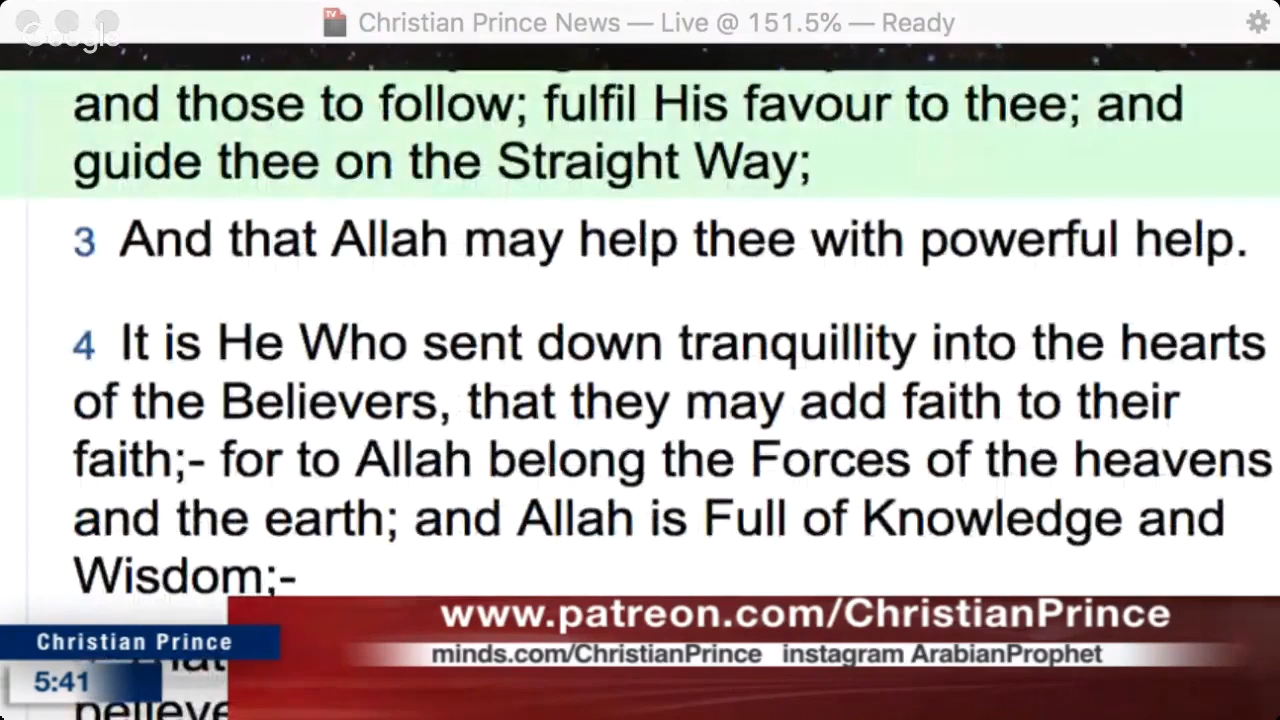 Christian Prince News — Live @ 151.5% — Ready
Google
and those to follow; fulfil His favour to thee; and
guide thee on the Straight Way;
3 And that Allah may help thee with powerful help.
4 It is He Who sent down tranquillity into the hearts
of the Believers, that they may add faith to their
faith;- for to Allah belong the Forces of the heavens
and the earth; and Allah is Full of Knowledge and
Wisdom;-
www.patreon.com/ChristianPrince
Christian Prince
minds.com/ChristianPrince instagram ArabianProphet
5:41